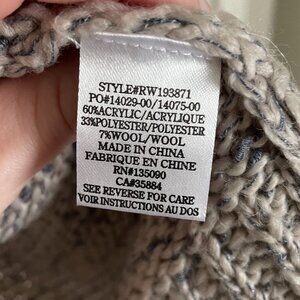 STYLE#RW193871
PO#14029-00/14075-00
60%ACRYLIC/ACRYLIQUE
33%POLYESTER/POLYESTER
7%WOOL/WOOL
MADE IN CHINA
FABRIQUE EN CHINE
RN#135090
CA#35884
SEE REVERSE FOR CARE
VOIR INSTRUCTIONS AU DOS